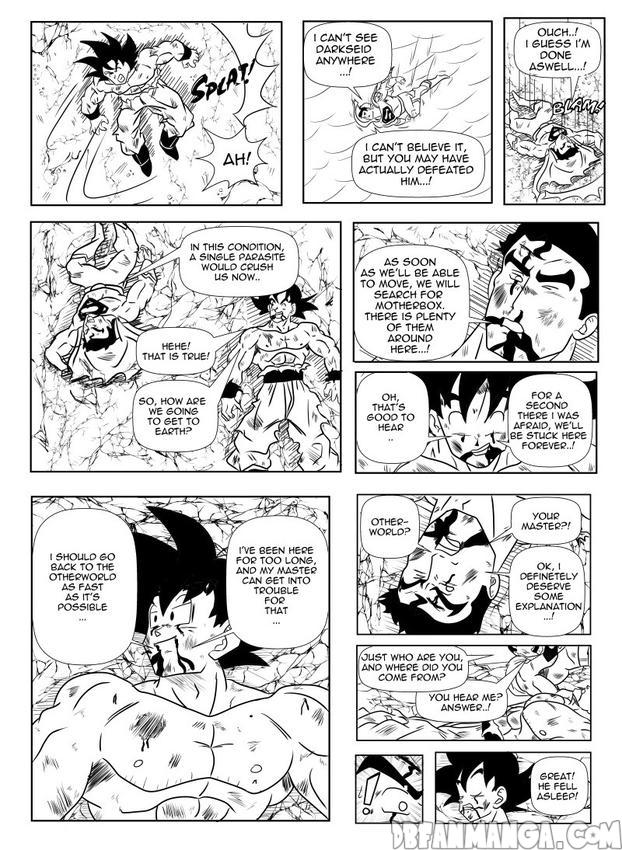 SPLAT!
AH!
I CAN'T SEE
DARKSEID
ANYWHERE
...!
I CAN'T BELIEVE IT,
BUT YOU MAY HAVE
ACTUALLY DEFEATED
HIM...!
OUCH..!
I GUESS I'M
DONE
ASWELL...!
BLAM!
IN THIS CONDITION,
A SINGLE PARASITE
WOULD CRUSH
US NOW..
HEHE!
THAT IS TRUE!
SO, HOW ARE
WE GOING
TO GET TO
EARTH?
AS SOON
AS WE'LL BE ABLE
TO MOVE, WE WILL
SEARCH FOR
MOTHERBOX.
THERE IS PLENTY
OF THEM
AROUND
HERE...!
OH,
THAT'S
GOOD TO
HEAR
..
FOR A
SECOND
THERE I WAS
AFRAID, WE'LL
BE STUCK HERE
FOREVER..!
I SHOULD GO
BACK TO THE
OTHERWORLD
AS FAST
AS IT'S
POSSIBLE
...
I'VE BEEN HERE
FOR TOO LONG,
AND MY MASTER
CAN GET INTO
TROUBLE
FOR
THAT
...
OTHER-
WORLD?
YOUR
MASTER?!
OK, I
DEFINETELY
DESERVE
SOME
EXPLANATION
...!
JUST WHO ARE YOU,
AND WHERE DID YOU
COME FROM?
YOU HEAR ME?
ANSWER..!
!
GREAT!
HE FELL
ASLEEP!
DBFANMANGA.COM